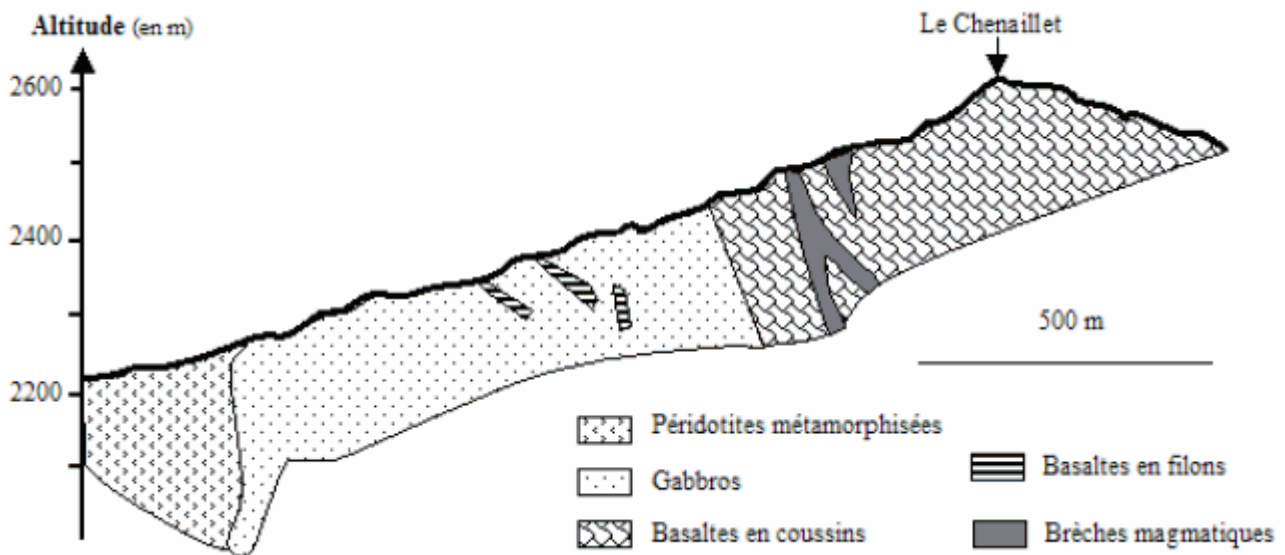 Altitude (en m)
Le Chenaillet
2600
2400
2200
500 m
Péridotites métamorphisées
Gabbros
Basaltes en coussins
Basaltes en filons
Brèches magmatiques